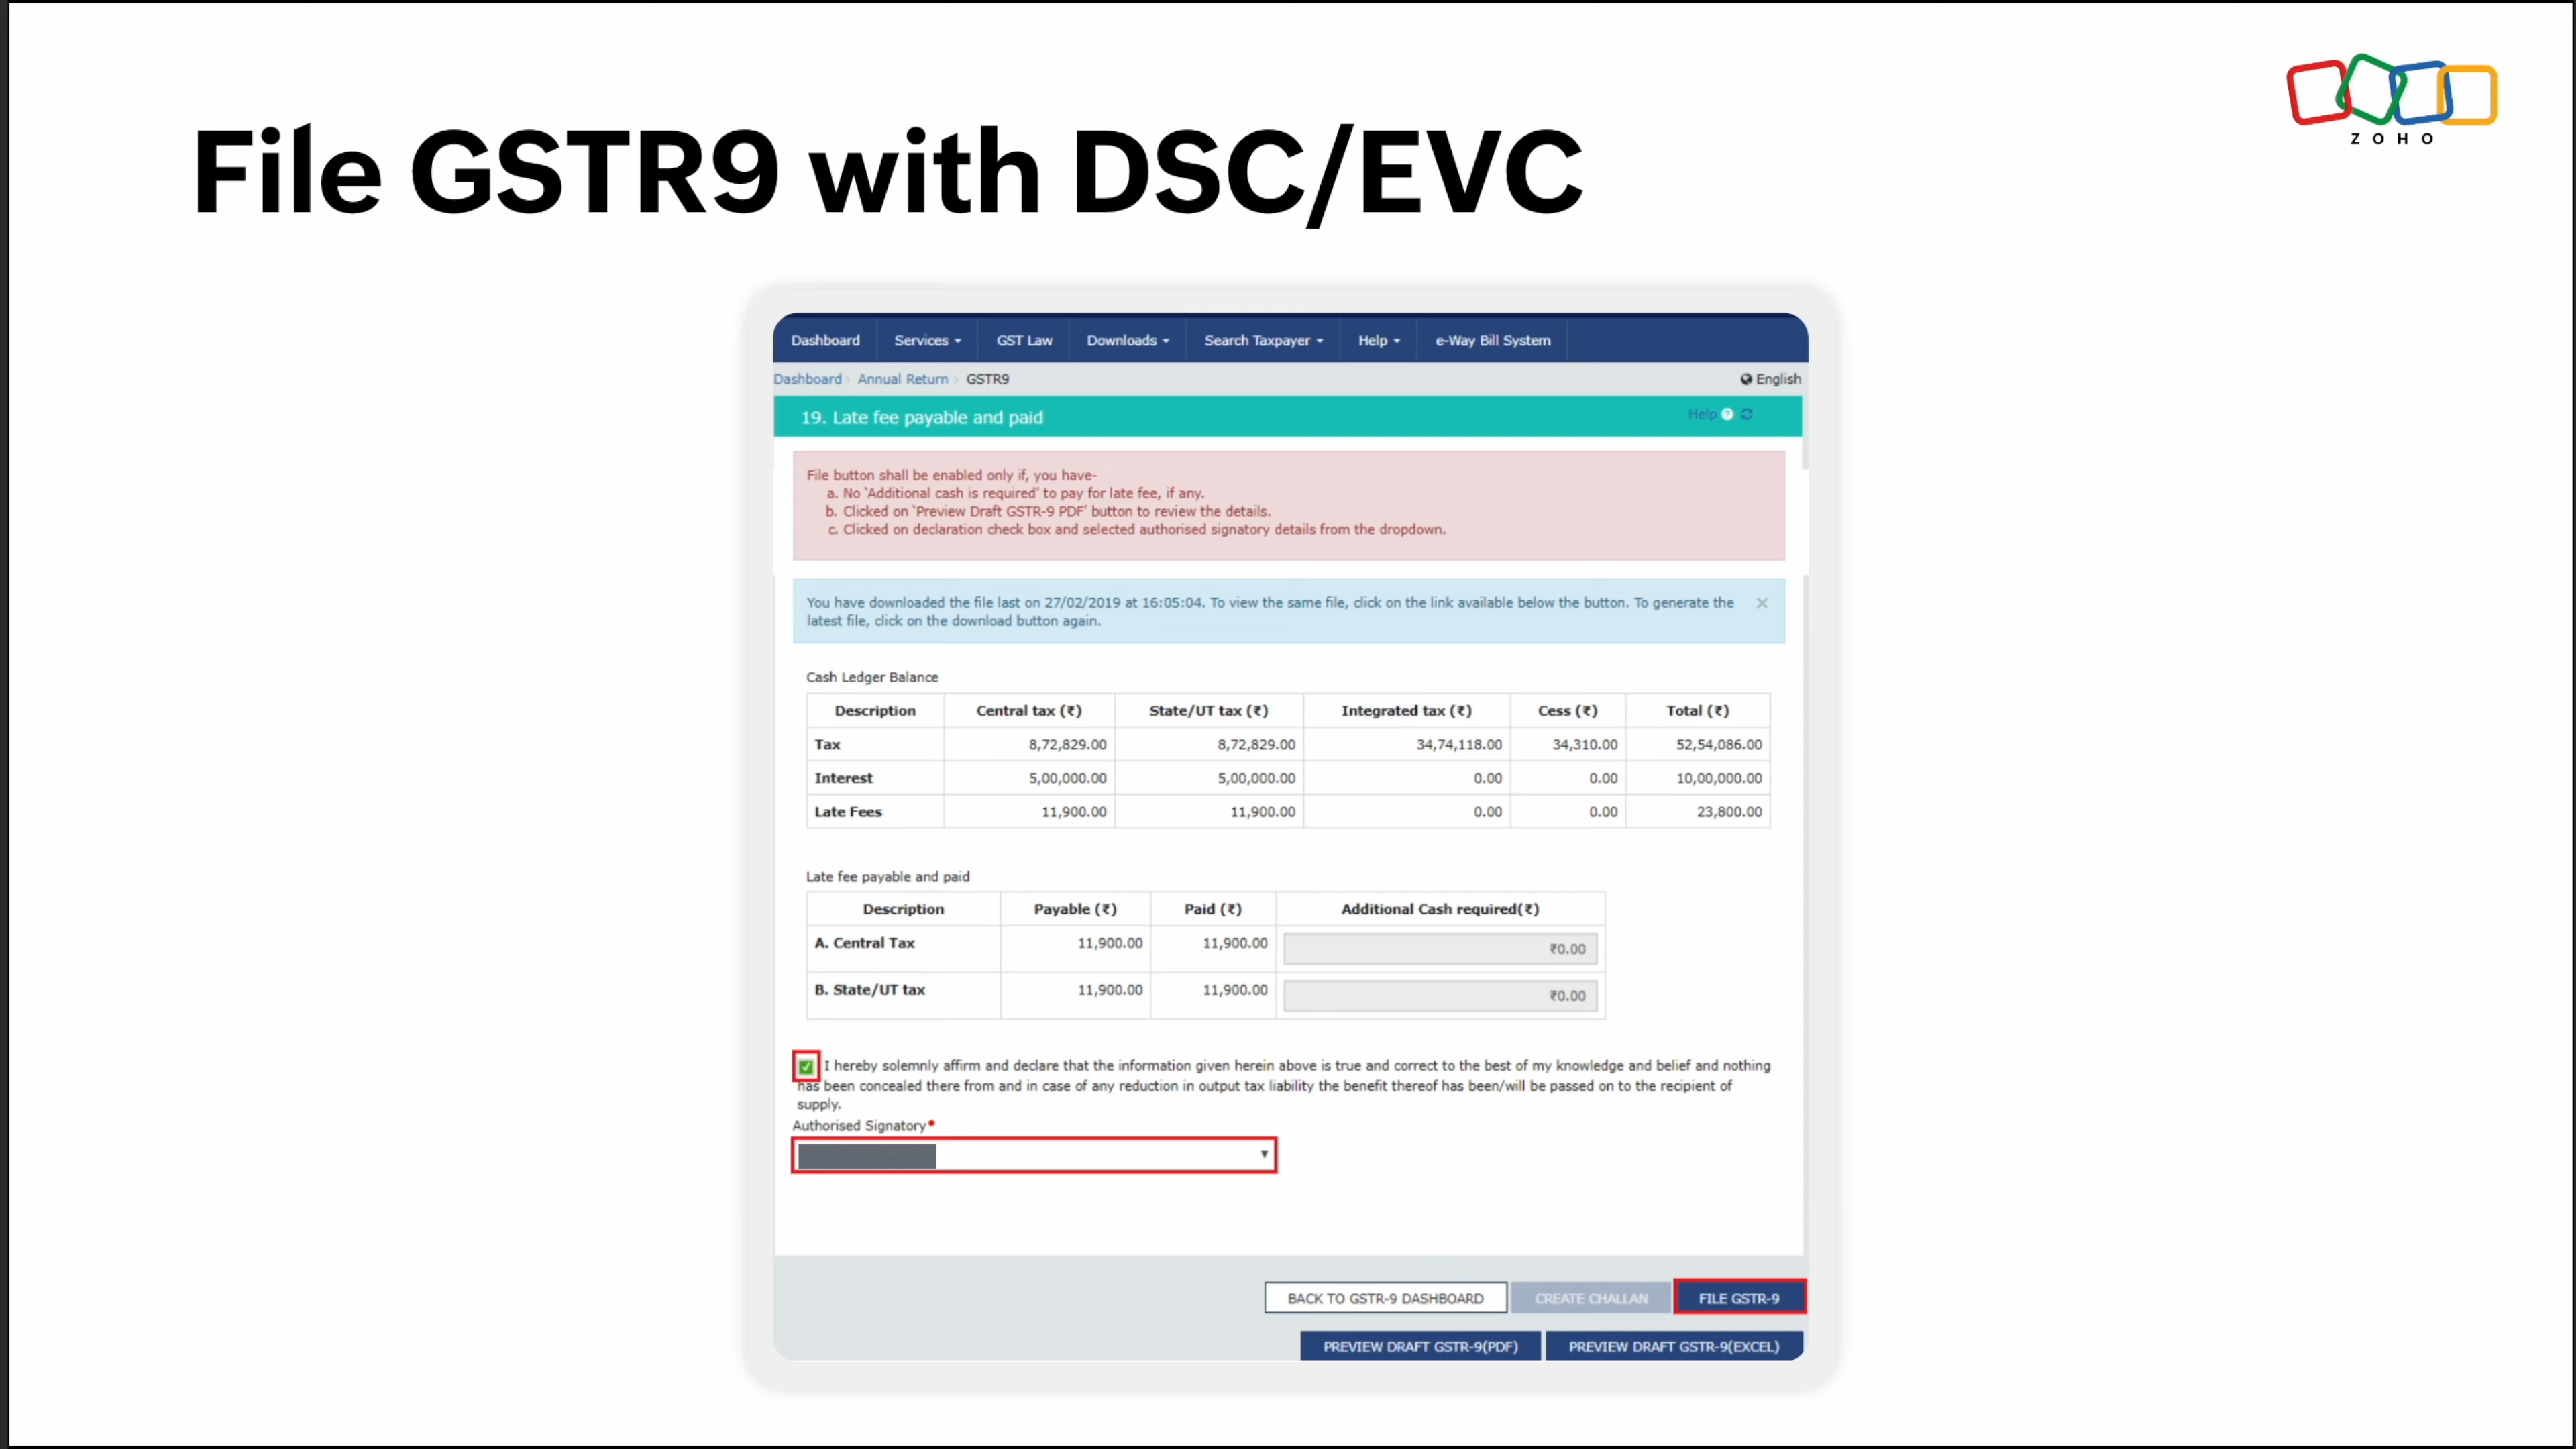 ZOHO
File GSTR9 with DSC/EVC
Dashboard Services GST Law Downloads Search Taxpayer Help e-Way Bill System
Dashboard Annual Return GSTR9 English
19. Late fee payable and paid Help
File button shall be enabled only if, you have-
a. No 'Additional cash is required' to pay for late fee, if any.
b. Clicked on 'Preview Draft GSTR-9 PDF' button to review the details.
c. Clicked on declaration check box and selected authorised signatory details from the dropdown.
You have downloaded the file last on 27/02/2019 at 16:05:04. To view the same file, click on the link available below the button. To generate the
latest file, click on the download button again.
Cash Ledger Balance
Description Central tax (₹) State/UT tax (₹) Integrated tax (₹) Cess (₹) Total (₹)
Tax 8,72,829.00 8,72,829.00 34,74,118.00 34,310.00 52,54,086.00
Interest 5,00,000.00 5,00,000.00 0.00 0.00 10,00,000.00
Late Fees 11,900.00 11,900.00 0.00 0.00 23,800.00
Late fee payable and paid
Description Payable (₹) Paid (₹) Additional Cash required(₹)
A. Central Tax 11,900.00 11,900.00 ₹0.00
B. State/UT tax 11,900.00 11,900.00 ₹0.00
I hereby solemnly affirm and declare that the information given herein above is true and correct to the best of my knowledge and belief and nothing
has been concealed there from and in case of any reduction in output tax liability the benefit thereof has been/will be passed on to the recipient of
supply.
Authorised Signatory
BACK TO GSTR-9 DASHBOARD CREATE CHALLAN FILE GSTR-9
PREVIEW DRAFT GSTR-9(PDF) PREVIEW DRAFT GSTR-9(EXCEL)